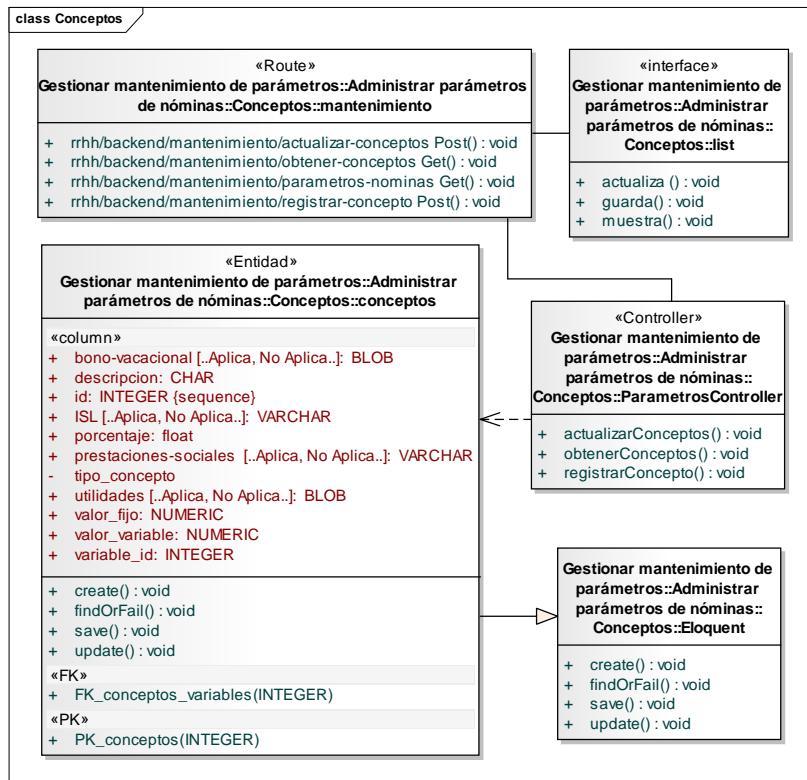 class Conceptos
«Route»
Gestionar mantenimiento de parámetros::Administrar parámetros
de nóminas::Conceptos::mantenimiento
+ rrhh/backend/mantenimiento/actualizar-conceptos Post() : void
+ rrhh/backend/mantenimiento/obtener-conceptos Get() : void
+ rrhh/backend/mantenimiento/parametros-nominas Get() : void
+ rrhh/backend/mantenimiento/registrar-concepto Post() : void
«interface»
Gestionar mantenimiento de
parámetros::Administrar
parámetros de nóminas::
Conceptos::list
+ actualiza () : void
+ guarda() : void
+ muestra() : void
«Entidad»
Gestionar mantenimiento de parámetros::Administrar
parámetros de nóminas::Conceptos::conceptos
«column»
+ bono-vacacional [..Aplica, No Aplica..]: BLOB
+ descripcion: CHAR
+ id: INTEGER {sequence}
+ ISL [..Aplica, No Aplica..]: VARCHAR
+ porcentaje: float
+ prestaciones-sociales [..Aplica, No Aplica..]: VARCHAR
- tipo_concepto
+ utilidades [..Aplica, No Aplica..]: BLOB
+ valor_fijo: NUMERIC
+ valor_variable: NUMERIC
+ variable_id: INTEGER
+ create() : void
+ findOrFail() : void
+ save() : void
+ update() : void
«FK»
+ FK_conceptos_variables(INTEGER)
«PK»
+ PK_conceptos(INTEGER)
«Controller»
Gestionar mantenimiento de
parámetros::Administrar
parámetros de nóminas::
Conceptos::ParametrosController
+ actualizarConceptos() : void
+ obtenerConceptos() : void
+ registrarConcepto() : void
Gestionar mantenimiento de
parámetros::Administrar
parámetros de nóminas::
Conceptos::Eloquent
+ create() : void
+ findOrFail() : void
+ save() : void
+ update() : void